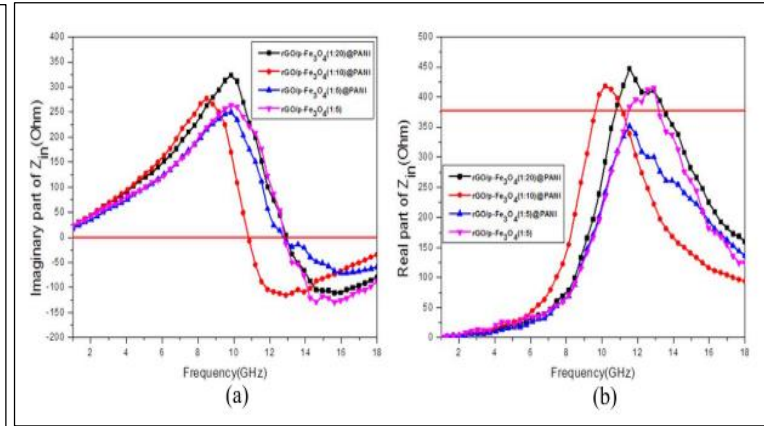 350
300
250
200
150
100
50
0
-50
-100
-150
-200
Imaginary part of Z_in(Ohm)
rGO/p-Fe3O4(1:20)@PANI
rGO/p-Fe3O4(1:10)@PANI
rGO/p-Fe3O4(1:5)@PANI
rGO/p-Fe3O4(1:5)
2 4 6 8 10 12 14 16 18
Frequency(GHz)
(a)
500
450
400
350
300
250
200
150
100
50
0
Real part of Z_in(Ohm)
rGO/p-Fe3O4(1:20)@PANI
rGO/p-Fe3O4(1:10)@PANI
rGO/p-Fe3O4(1:5)@PANI
rGO/p-Fe3O4(1:5)
2 4 6 8 10 12 14 16 18
Frequency(GHz)
(b)